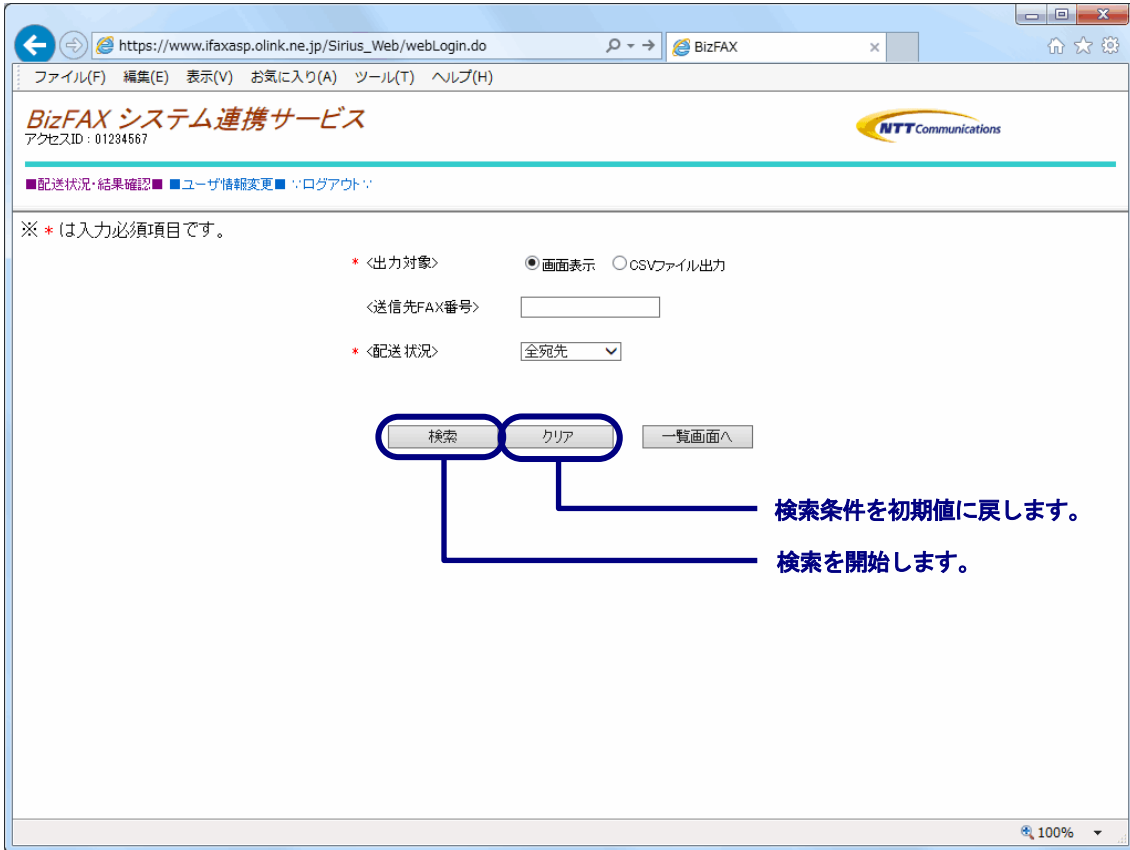 https://www.ifaxasp.olink.ne.jp/Sirius_Web/webLogin.do
BizFAX
ファイル(F) 編集(E) 表示(V) お気に入り(A) ツール(T) ヘルプ(H)
BizFAX システム連携サービス
アクセスID：01234567
NTT Communications
■配送状況・結果確認■ ■ユーザ情報変更■ ∵ログアウト∵
※ * は入力必須項目です。
* <出力対象> 画面表示 CSVファイル出力
<送信先FAX番号>
* <配送状況> 全宛先
検索 クリア 一覧画面へ
検索条件を初期値に戻します。
検索を開始します。
100%